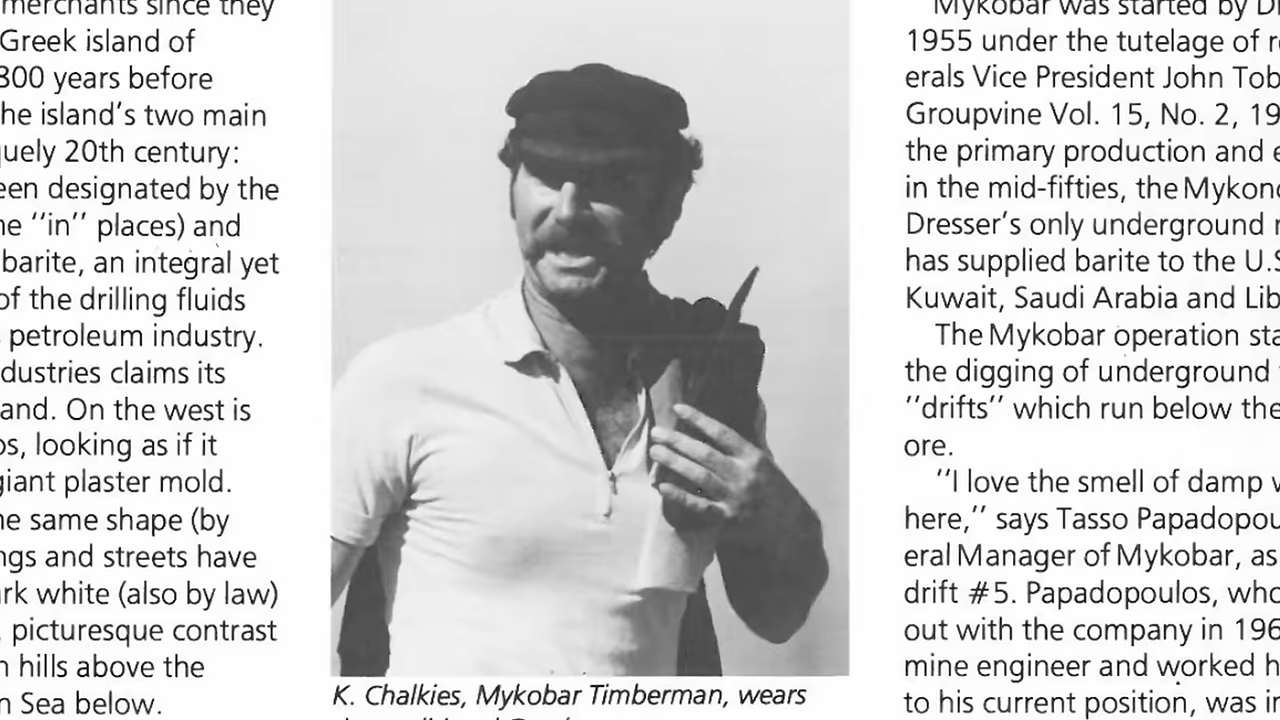 merchants since they
Greek island of
800 years before
he island's two main
quely 20th century:
een designated by the
ne "in" places) and
barite, an integral yet
of the drilling fluids
petroleum industry.
dustries claims its
and. On the west is
os, looking as if it
giant plaster mold.
ne same shape (by
ngs and streets have
ark white (also by law)
, picturesque contrast
n hills above the
n Sea below.
K. Chalkies, Mykobar Timberman, wears
Mykobar was started by D
1955 under the tutelage of r
erals Vice President John Tob
Groupvine Vol. 15, No. 2, 19
the primary production and e
in the mid-fifties, the Mykono
Dresser's only underground
has supplied barite to the U.S
Kuwait, Saudi Arabia and Lib
The Mykobar operation sta
the digging of underground
"drifts" which run below the
ore.
"I love the smell of damp w
here," says Tasso Papadopou
eral Manager of Mykobar, as
drift #5. Papadopoulos, who
out with the company in 196
mine engineer and worked h
to his current position, was in